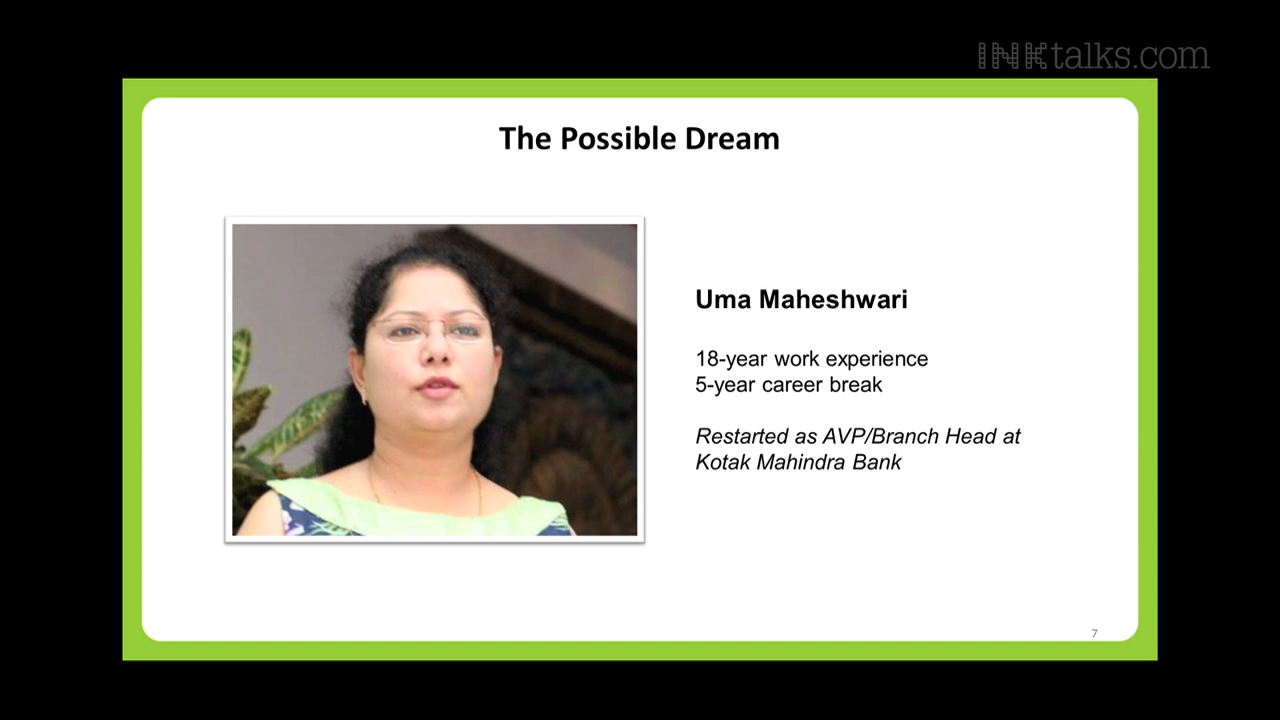 INKtalks.com
The Possible Dream
Uma Maheshwari
18-year work experience
5-year career break
Restarted as AVP/Branch Head at
Kotak Mahindra Bank
7